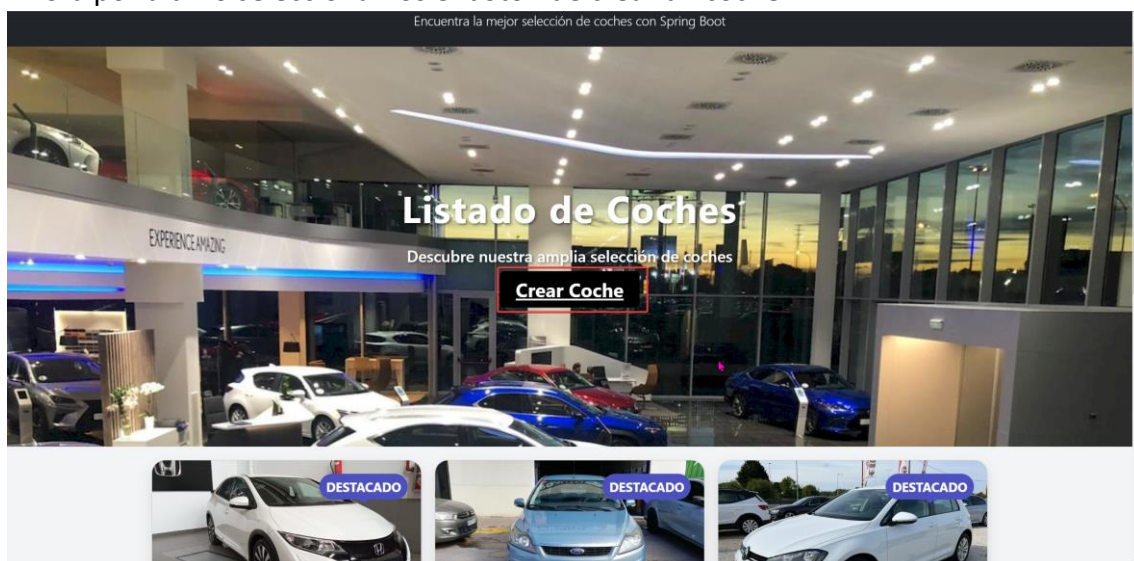 Encuentra la mejor selección de coches con Spring Boot
EXPERIENCE AMAZING
Listado de Coches
Descubre nuestra amplia selección de coches
Crear Coche
DESTACADO
DESTACADO
DESTACADO